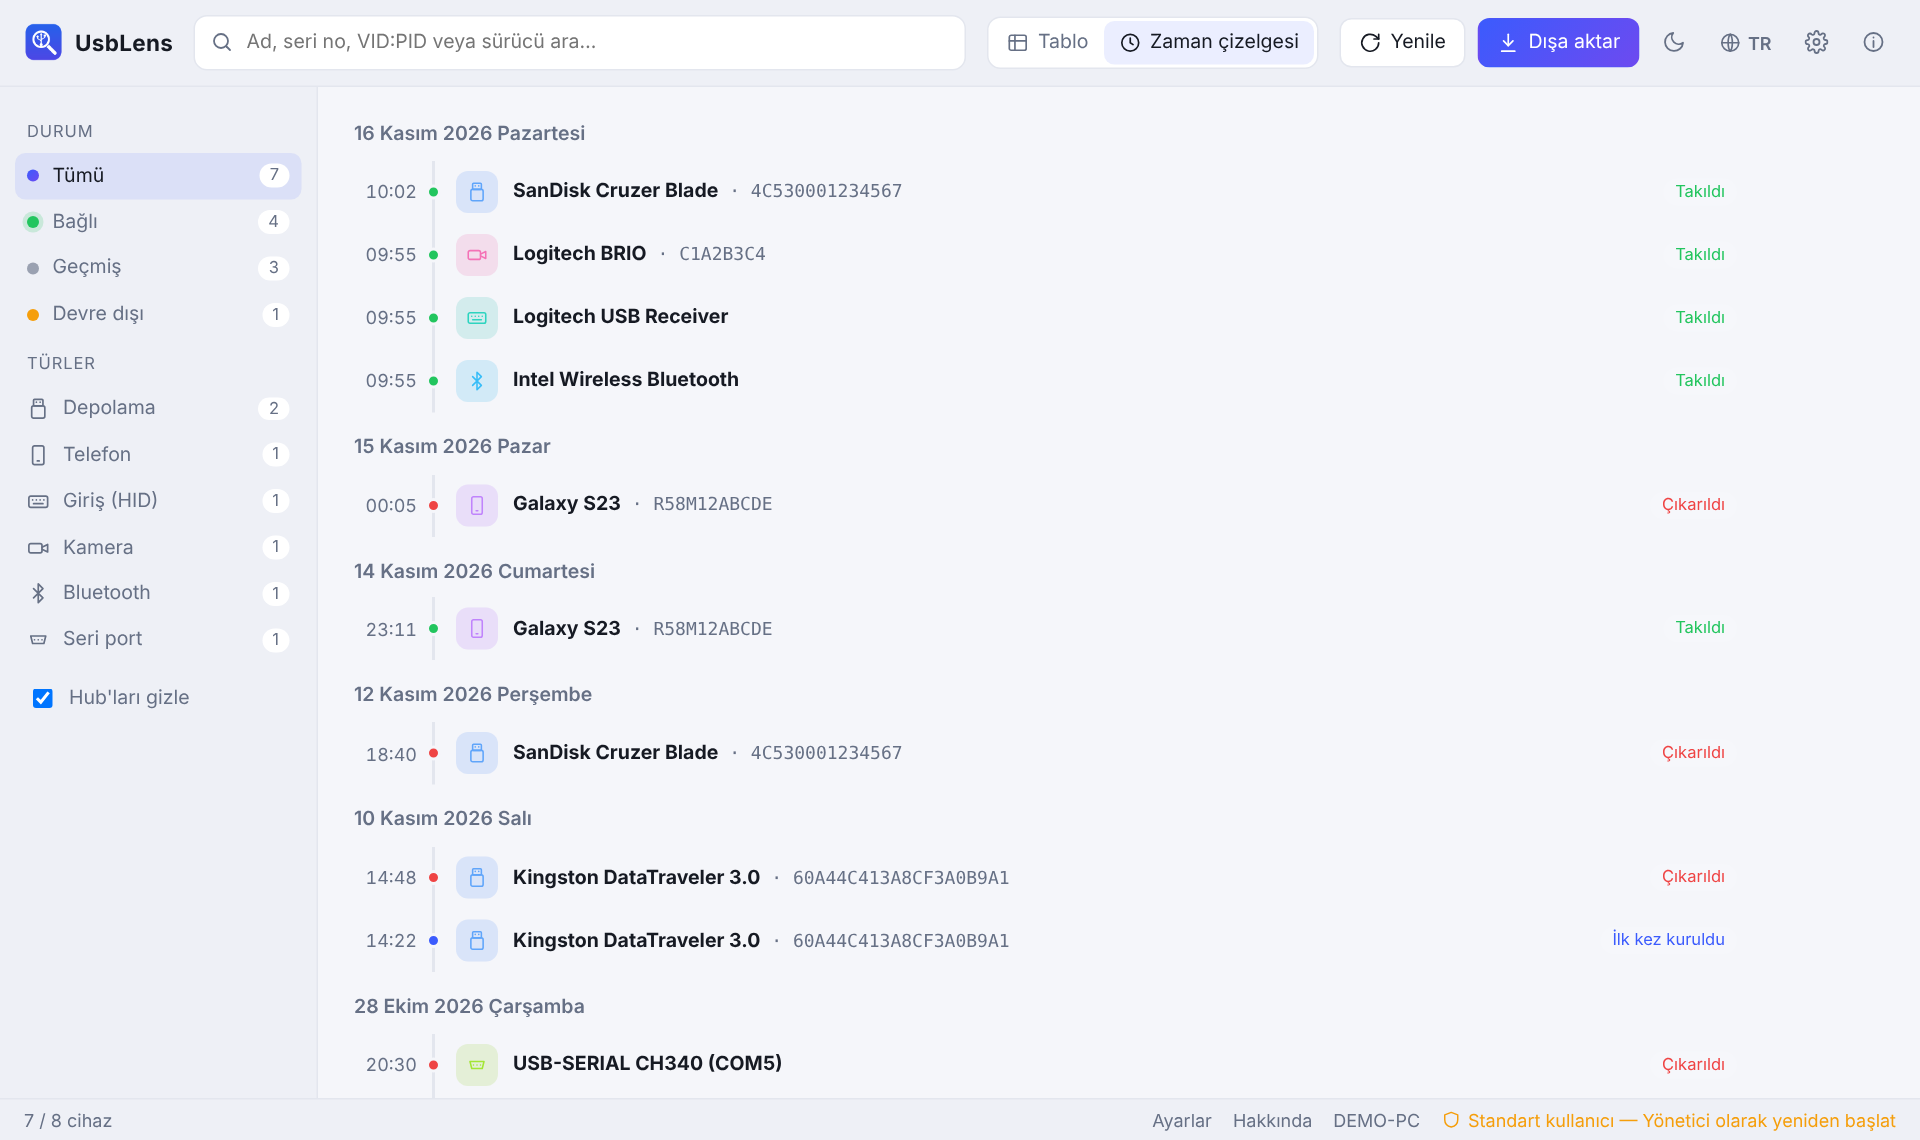 UsbLens
Ad, seri no, VID:PID veya sürücü ara...
Tablo
Zaman çizelgesi
Yenile
Dışa aktar
TR
DURUM
Tümü 7
Bağlı 4
Geçmiş 3
Devre dışı 1
TÜRLER
Depolama 2
Telefon 1
Giriş (HID) 1
Kamera 1
Bluetooth 1
Seri port 1
Hub'ları gizle
16 Kasım 2026 Pazartesi
10:02 SanDisk Cruzer Blade · 4C530001234567 Takıldı
09:55 Logitech BRIO · C1A2B3C4 Takıldı
09:55 Logitech USB Receiver Takıldı
09:55 Intel Wireless Bluetooth Takıldı
15 Kasım 2026 Pazar
00:05 Galaxy S23 · R58M12ABCDE Çıkarıldı
14 Kasım 2026 Cumartesi
23:11 Galaxy S23 · R58M12ABCDE Takıldı
12 Kasım 2026 Perşembe
18:40 SanDisk Cruzer Blade · 4C530001234567 Çıkarıldı
10 Kasım 2026 Salı
14:48 Kingston DataTraveler 3.0 · 60A44C413A8CF3A0B9A1 Çıkarıldı
14:22 Kingston DataTraveler 3.0 · 60A44C413A8CF3A0B9A1 İlk kez kuruldu
28 Ekim 2026 Çarşamba
20:30 USB-SERIAL CH340 (COM5) Çıkarıldı
7 / 8 cihaz
Ayarlar
Hakkında
DEMO-PC
Standart kullanıcı — Yönetici olarak yeniden başlat